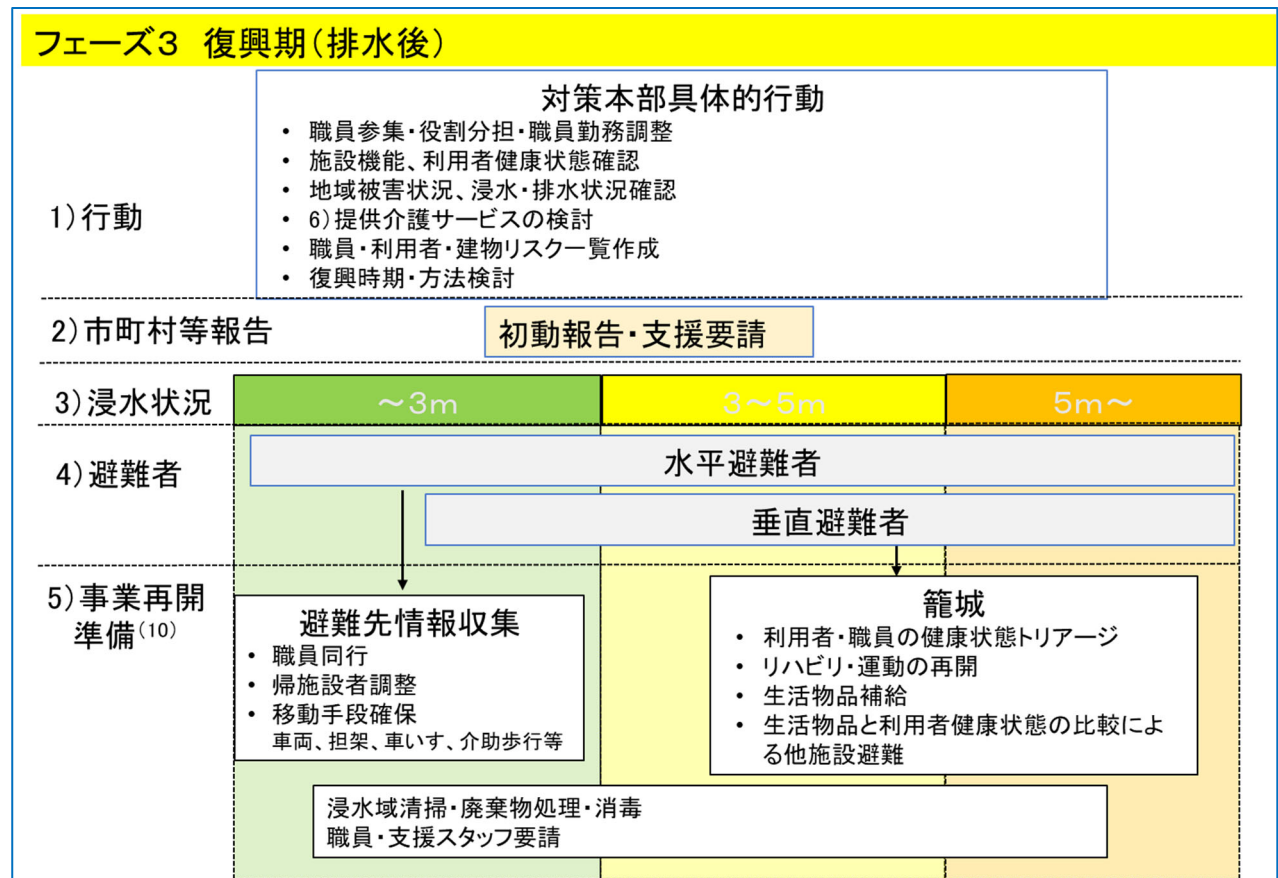 フェーズ3 復興期(排水後)
対策本部具体的行動
1)行動
• 職員参集・役割分担・職員勤務調整
• 施設機能、利用者健康状態確認
• 地域被害状況、浸水・排水状況確認
• 6)提供介護サービスの検討
• 職員・利用者・建物リスク一覧作成
• 復興時期・方法検討
2)市町村等報告
初動報告・支援要請
3)浸水状況
~3m
3~5m
5m~
4)避難者
水平避難者
垂直避難者
5)事業再開
準備(10)
避難先情報収集
• 職員同行
• 帰施設者調整
• 移動手段確保
車両、担架、車いす、介助歩行等
籠城
• 利用者・職員の健康状態トリアージ
• リハビリ・運動の再開
• 生活物品補給
• 生活物品と利用者健康状態の比較によ
る他施設避難
浸水域清掃・廃棄物処理・消毒
職員・支援スタッフ要請